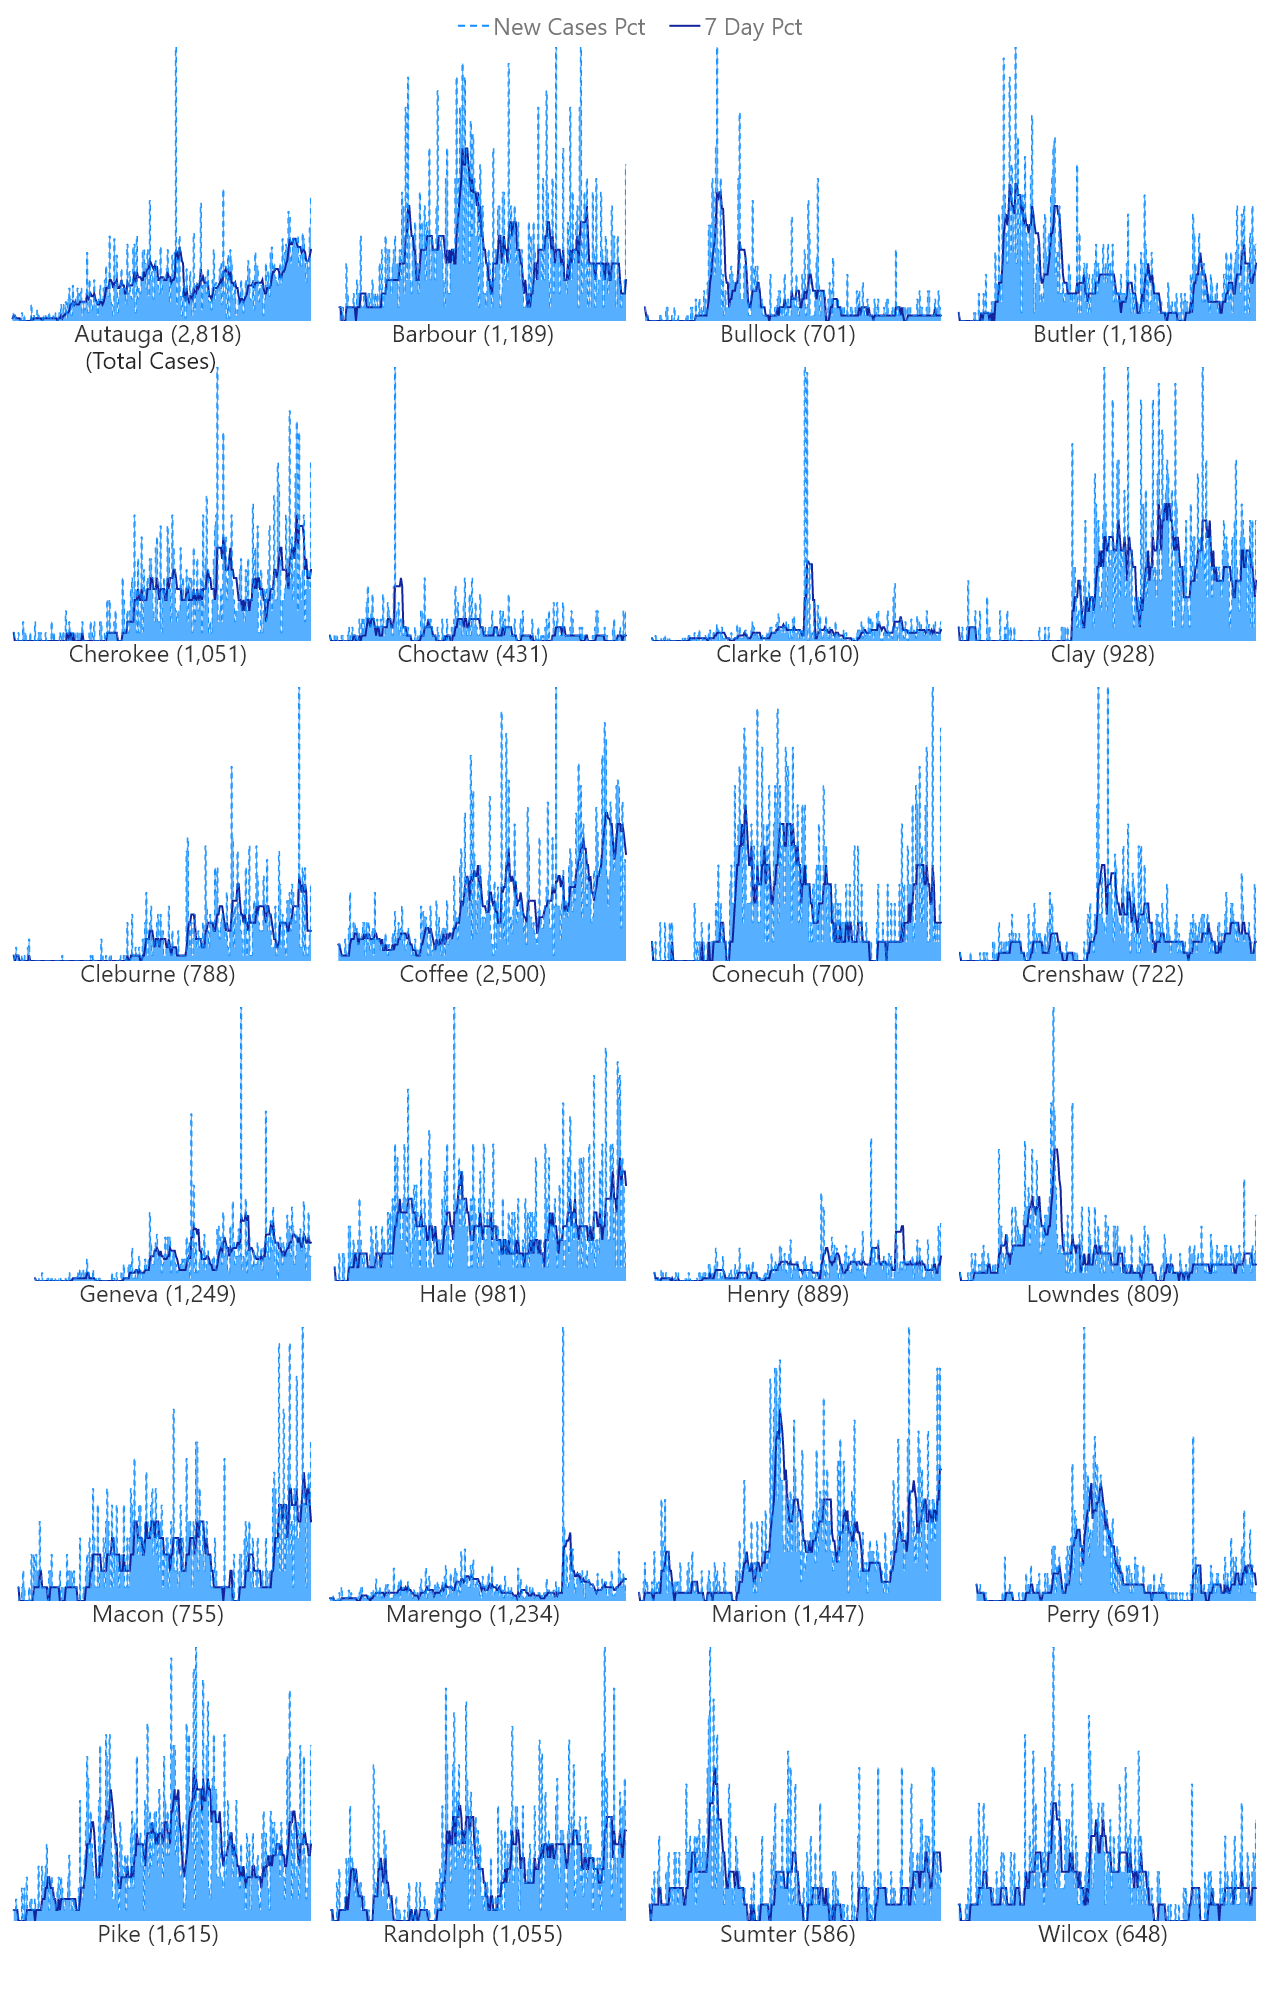 New Cases Pct 7 Day Pct
Autauga (2,818) Barbour (1,189) Bullock (701) Butler (1,186)
(Total Cases)
Cherokee (1,051) Choctaw (431) Clarke (1,610) Clay (928)
Cleburne (788) Coffee (2,500) Conecuh (700) Crenshaw (722)
Geneva (1,249) Hale (981) Henry (889) Lowndes (809)
Macon (755) Marengo (1,234) Marion (1,447) Perry (691)
Pike (1,615) Randolph (1,055) Sumter (586) Wilcox (648)